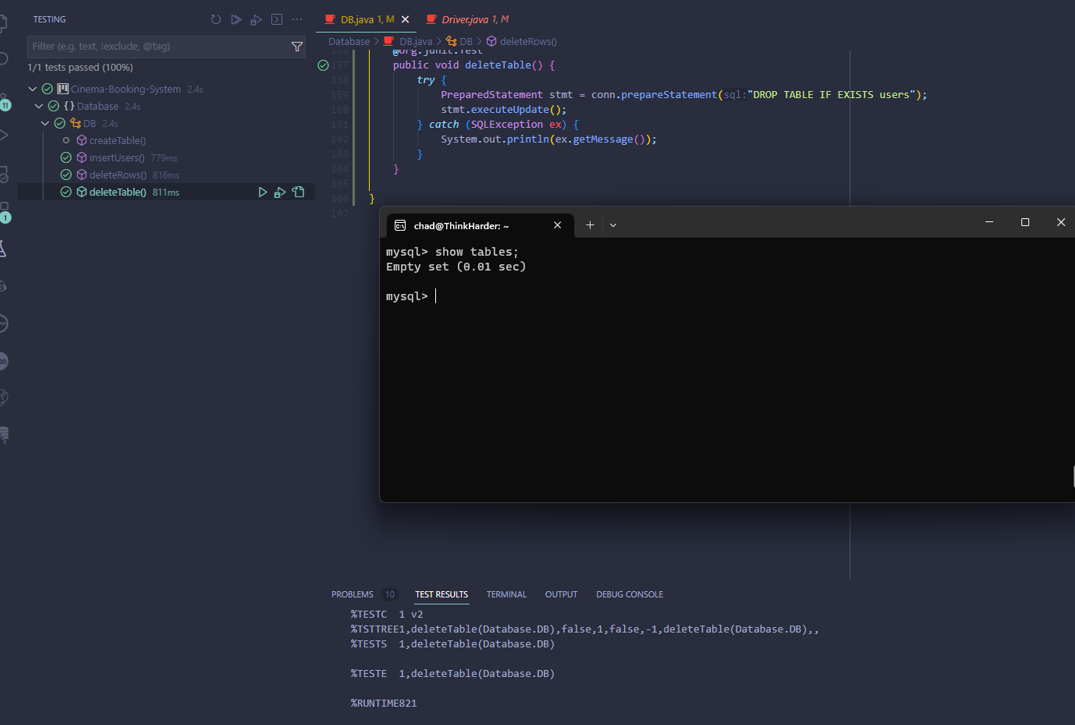 TESTING
Filter (e.g. text, !exclude, @tag)
1/1 tests passed (100%)
Cinema-Booking-System 2.4s
{} Database 2.4s
DB 2.4s
createTable()
insertUsers() 779ms
deleteRows() 816ms
deleteTable() 811ms
11
1
DB.java 1, M
Driver.java 1, M
Database > DB.java > DB > deleteRows()
@org.junit.Test
157 public void deleteTable() {
158 try {
159 PreparedStatement stmt = conn.prepareStatement(sql:"DROP TABLE IF EXISTS users");
160 stmt.executeUpdate();
161 } catch (SQLException ex) {
162 System.out.println(ex.getMessage());
163 }
164 }
165
166 }
167
chad@ThinkHarder: ~
mysql> show tables;
Empty set (0.01 sec)
mysql>
PROBLEMS 10 TEST RESULTS TERMINAL OUTPUT DEBUG CONSOLE
%TESTC 1 v2
%TSTTREE1,deleteTable(Database.DB),false,1,false,-1,deleteTable(Database.DB),,
%TESTS 1,deleteTable(Database.DB)
%TESTE 1,deleteTable(Database.DB)
%RUNTIME821